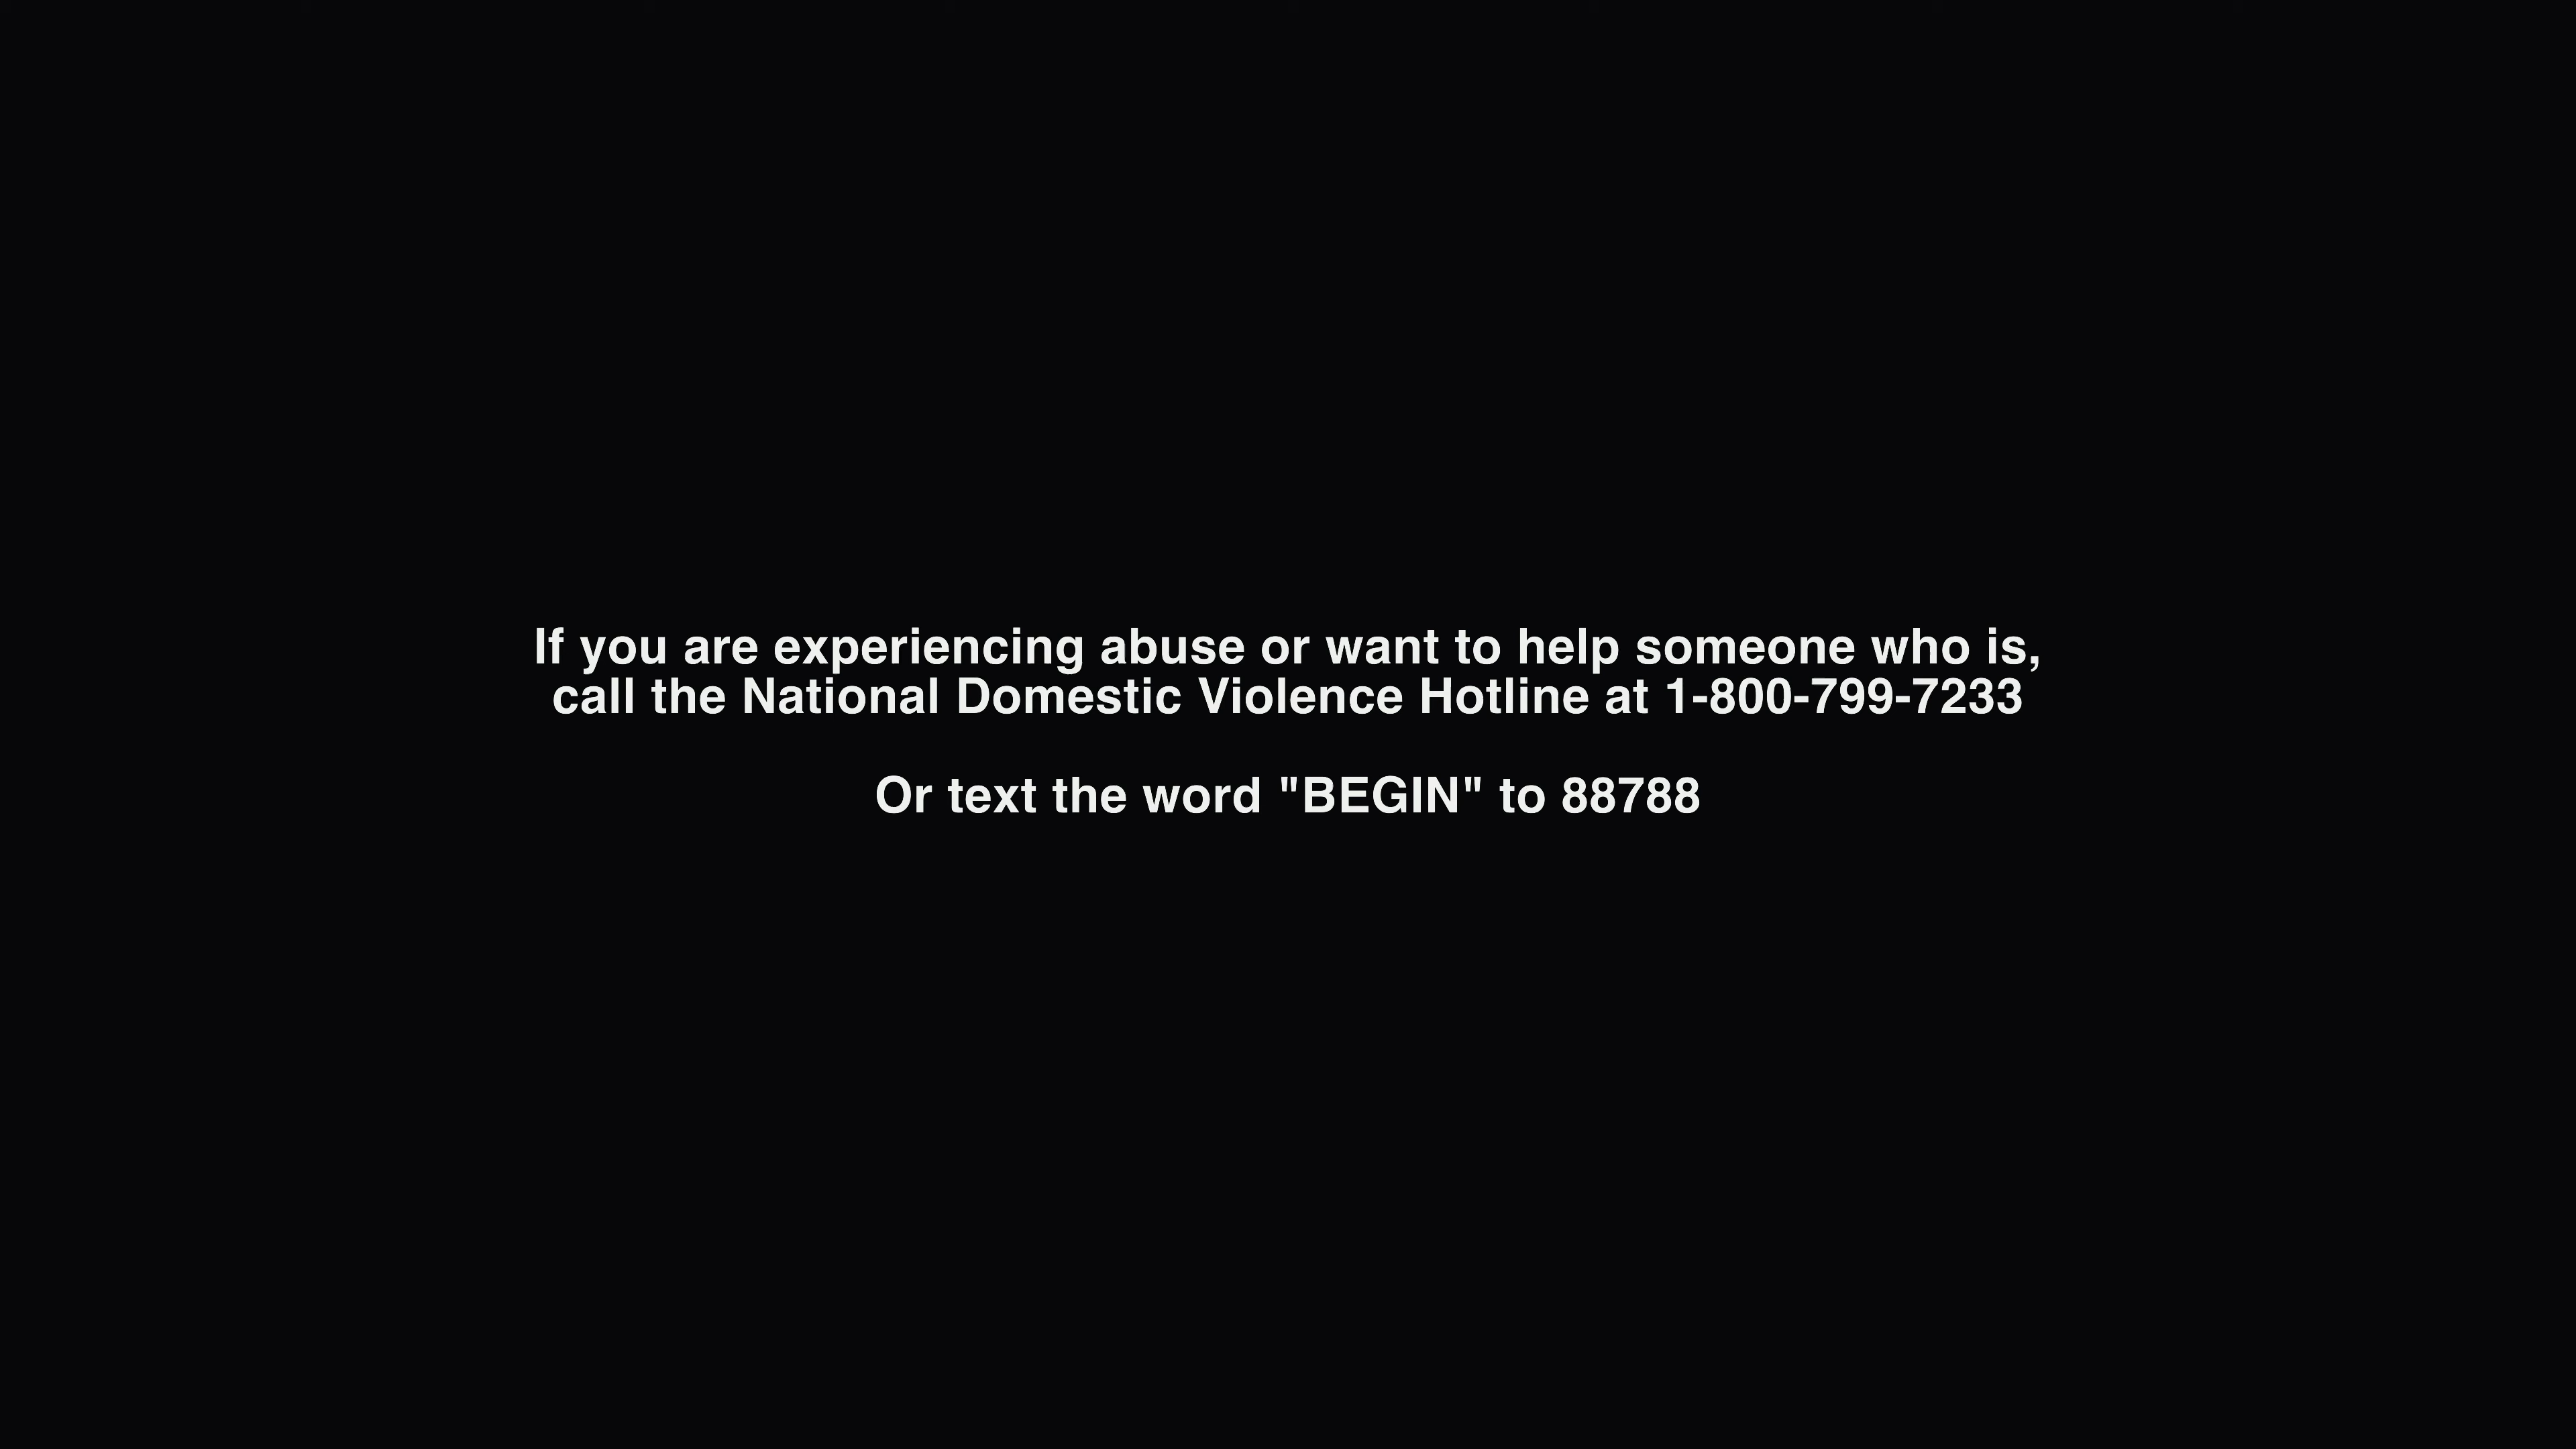 If you are experiencing abuse or want to help someone who is,
call the National Domestic Violence Hotline at 1-800-799-7233
Or text the word "BEGIN" to 88788